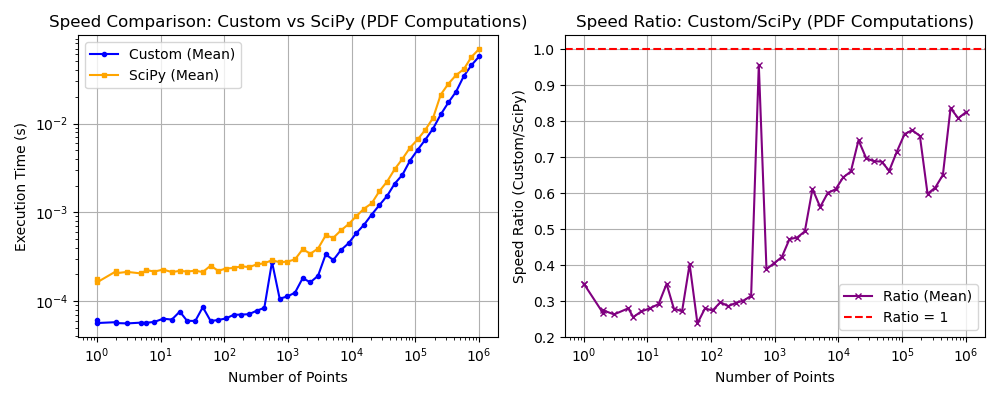 Speed Comparison: Custom vs SciPy (PDF Computations)
Custom (Mean)
SciPy (Mean)
Execution Time (s)
10⁻²
10⁻³
10⁻⁴
10⁰ 10¹ 10² 10³ 10⁴ 10⁵ 10⁶
Number of Points
Speed Ratio: Custom/SciPy (PDF Computations)
Speed Ratio (Custom/SciPy)
1.0
0.9
0.8
0.7
0.6
0.5
0.4
0.3
0.2
Ratio (Mean)
Ratio = 1
10⁰ 10¹ 10² 10³ 10⁴ 10⁵ 10⁶
Number of Points